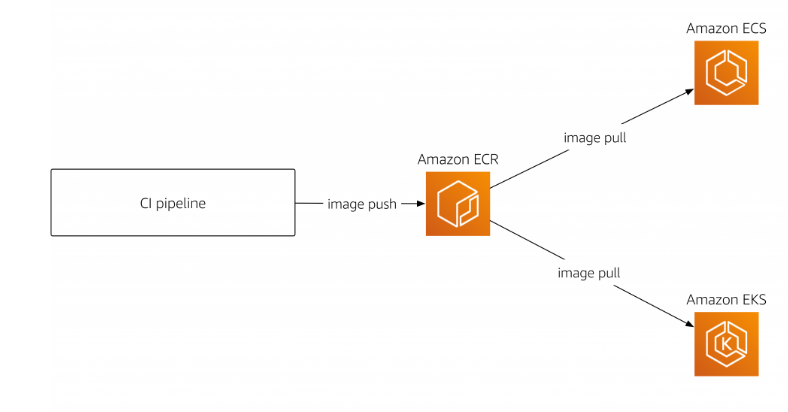 Amazon ECS
image pull
Amazon ECR
CI pipeline
image push
image pull
Amazon EKS
K